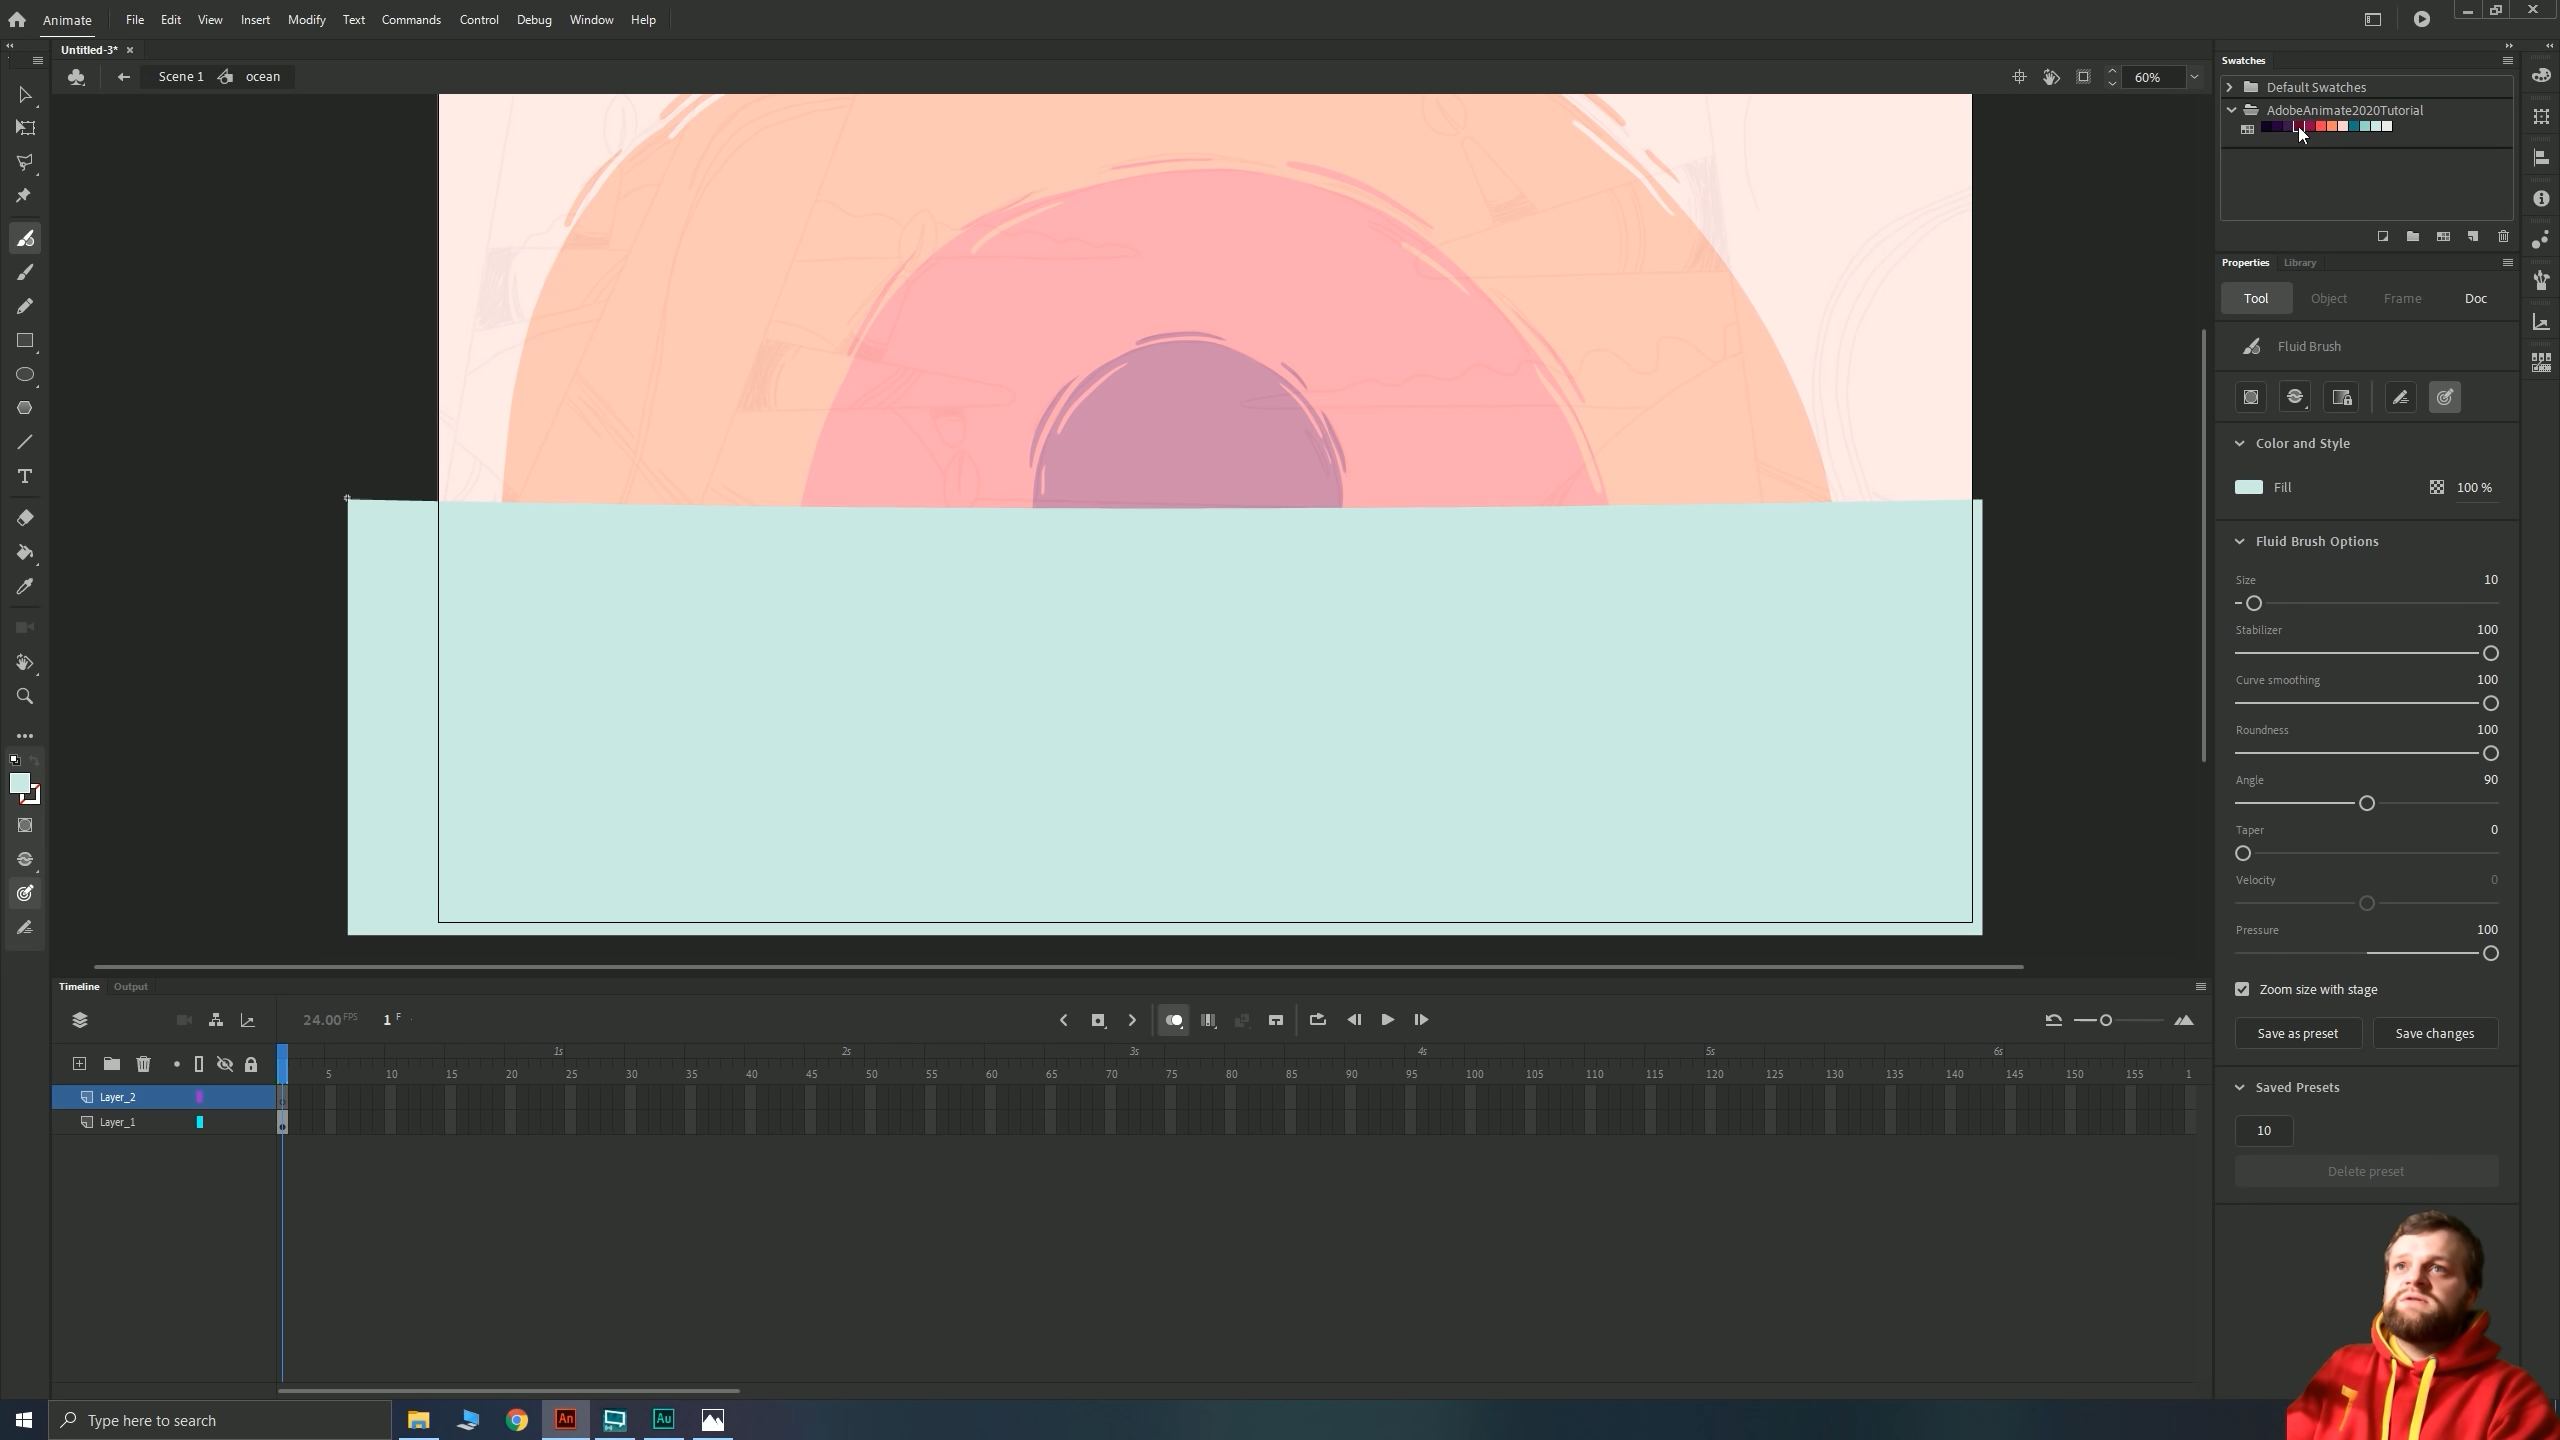 Animate File Edit View Insert Modify Commands Text Control Debug Window Help
Untitled-3* ×
Scene 1 ocean 60%
Swatches
Default Swatches
AdobeAnimate2020Tutorial
Properties Library
Tool Object Frame Doc
Fluid Brush
Color and Style
Fill 100 %
Fluid Brush Options
Size 10
Stabilizer 100
Curve smoothing 100
Roundness 100
Angle 90
Taper 0
Velocity 0
Pressure 100
Zoom size with stage
Save as preset Save changes
Saved Presets
10
Delete preset
Timeline Output
24.00 FPS 1 F
1s 2s 3s 4s 5s 6s
5 10 15 20 25 30 35 40 45 50 55 60 65 70 75 80 85 90 95 100 105 110 115 120 125 130 135 140 145 150 155 1
Layer_2
Layer_1
Type here to search An Au